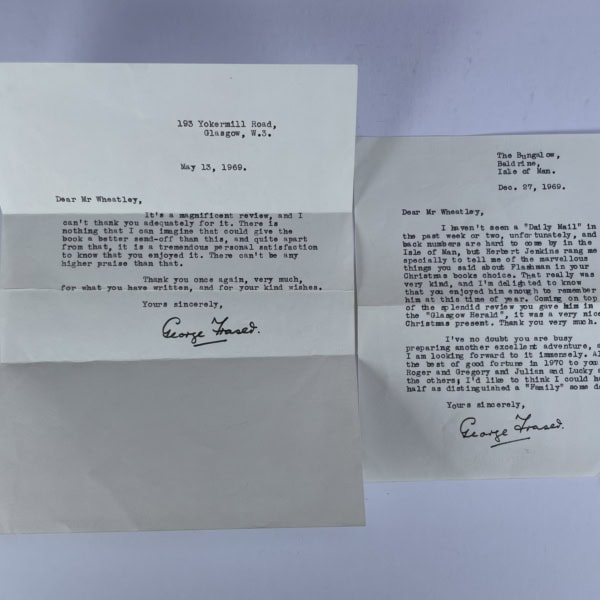 193 Yokermill Road,
Glasgow, W.3.
May 13, 1969.
Dear Mr Wheatley,
It's a magnificent review, and I
can't thank you adequately for it. There is
nothing that I can imagine that could give the
book a better send-off than this, and quite apart
from that, it is a tremendous personal satisfaction
to know that you enjoyed it. There can't be any
higher praise than that.
Thank you once again, very much,
for what you have written, and for your kind wishes.
Yours sincerely,
George Fraser.
The Bungalow,
Baldrine,
Isle of Man.
Dec. 27, 1969.
Dear Mr Wheatley,
I haven't seen a "Daily Mail" in
the past week or two, unfortunately, and
back numbers are hard to come by in the
Isle of Man, but Herbert Jenkins rang me
specially to tell me of the marvellous
things you said about Flashman in your
Christmas books choice. That really was
very kind, and I'm delighted to know
that you enjoyed him enough to remember
him at this time of year. Coming on top
of the splendid review you gave him in
the "Glasgow Herald", it was a very nice
Christmas present. Thank you very much.
I've no doubt you are busy
preparing another excellent adventure,
I am looking forward to it immensely.
the best of good fortune in 1970 to you
Roger and Gregory and Julian and Lucky
the others; I'd like to think I could
half as distinguished a "Family" some
Yours sincerely,
George Fraser.